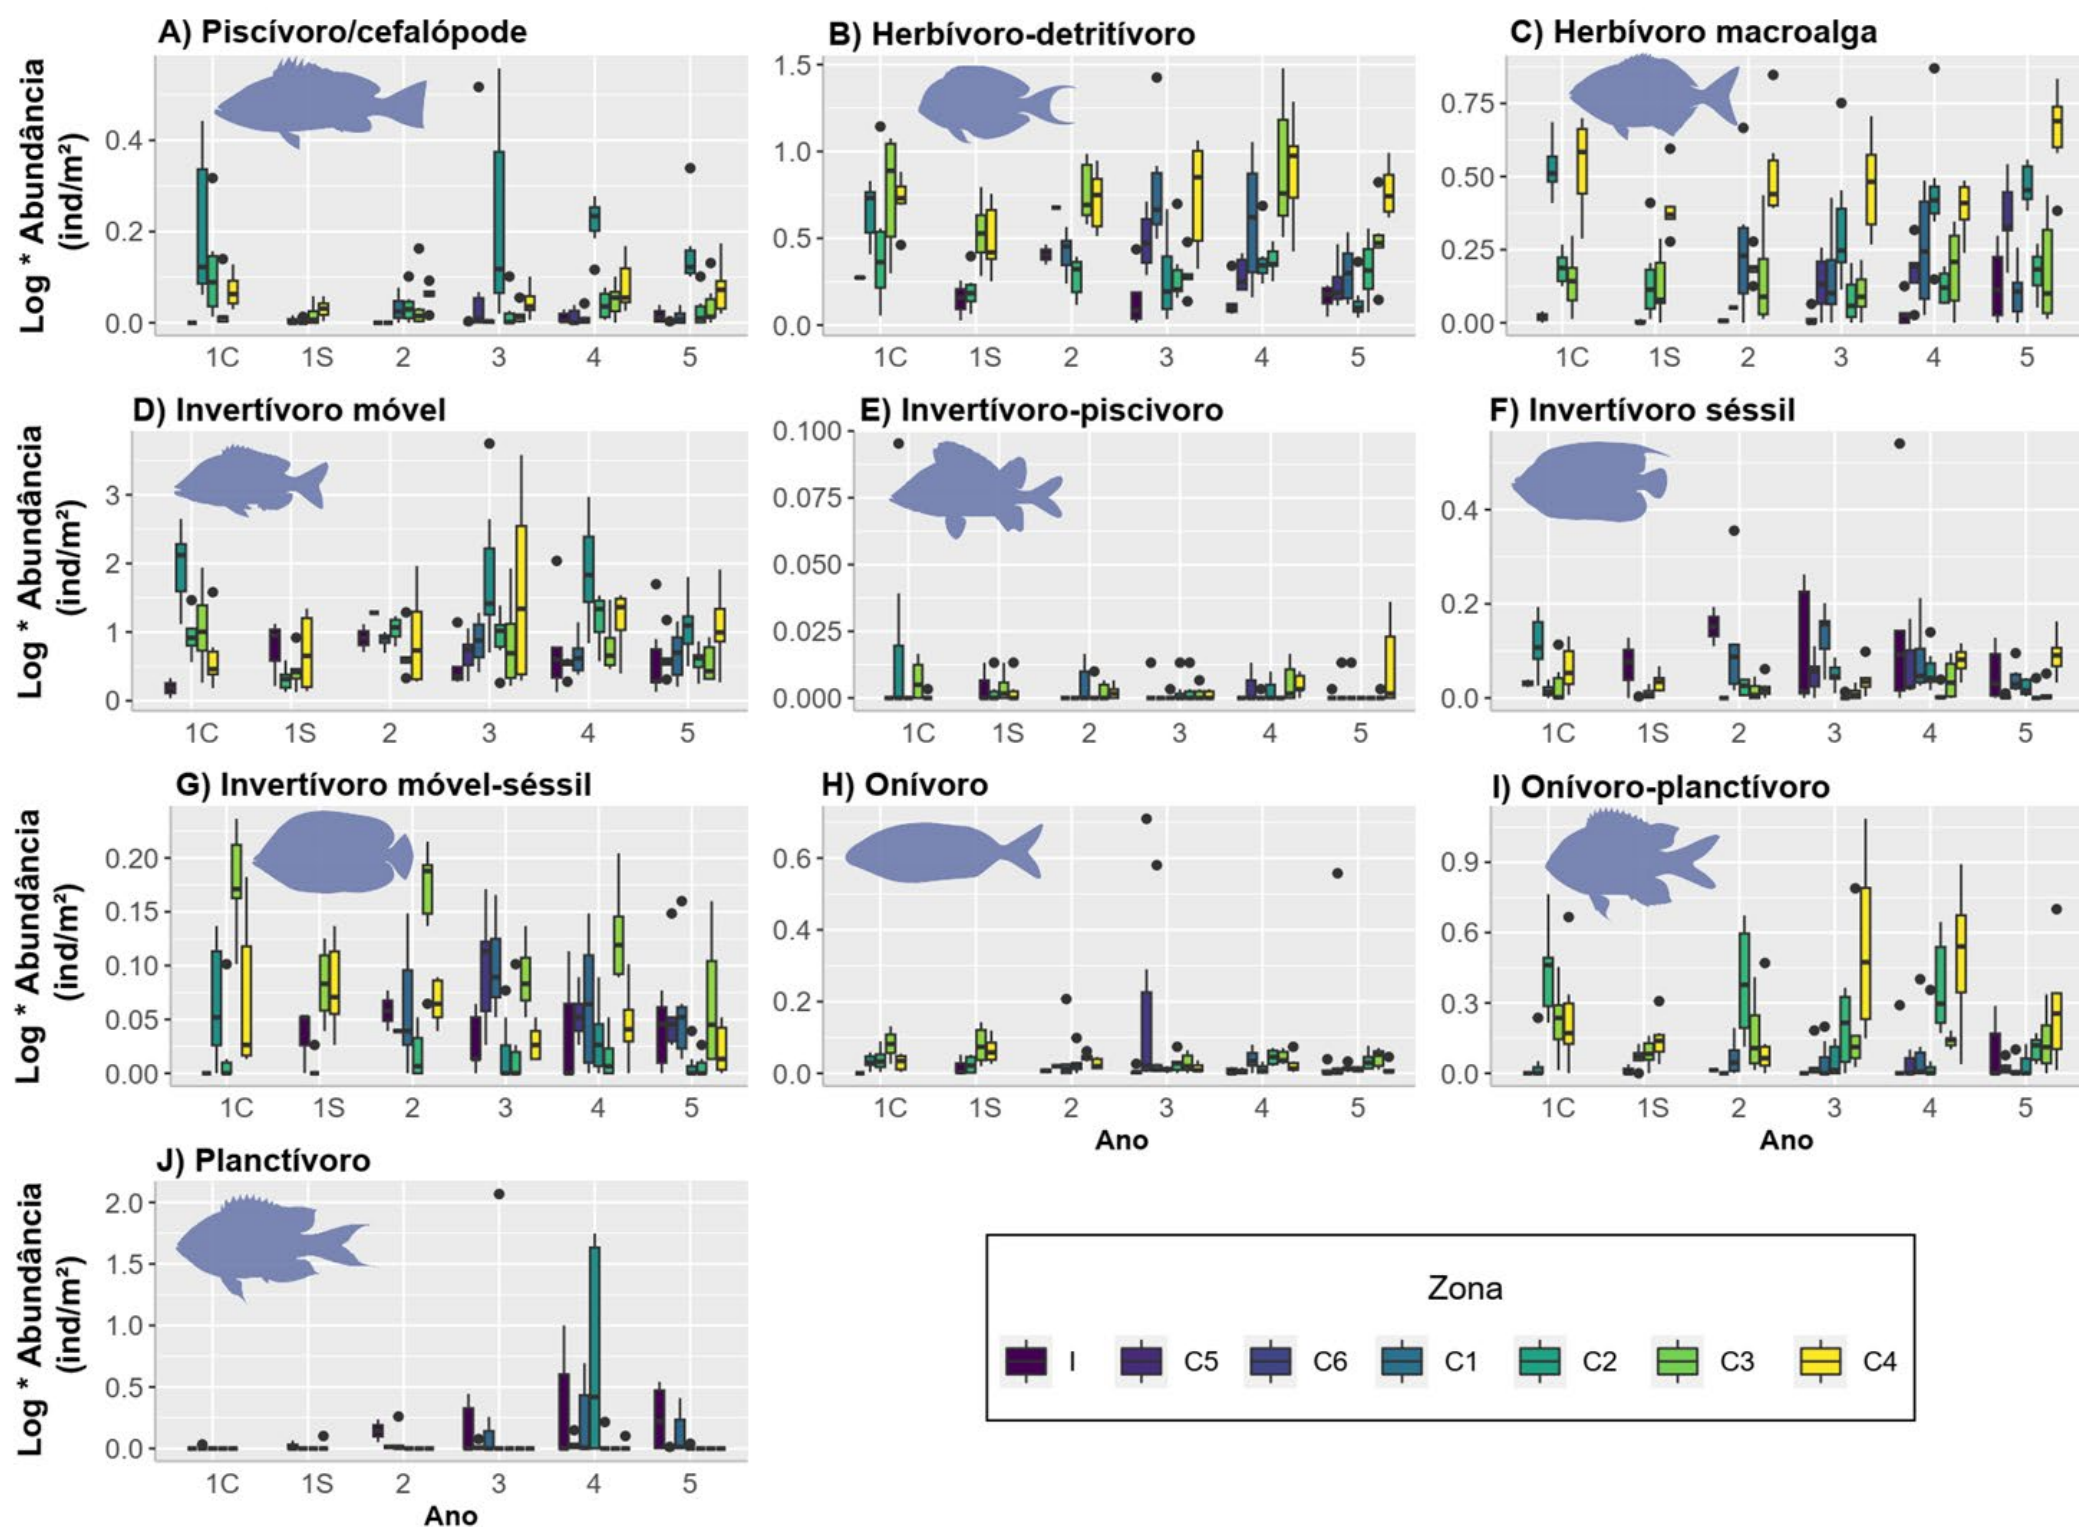 A) Piscívoro/cefalópode
Log * Abundância
(ind/m²)
0.4
0.2
0.0
1C 1S 2 3 4 5
B) Herbívoro-detritívoro
1.5
1.0
0.5
0.0
1C 1S 2 3 4 5
C) Herbívoro macroalga
0.75
0.50
0.25
0.00
1C 1S 2 3 4 5
D) Invertívoro móvel
Log * Abundância
(ind/m²)
3
2
1
0
1C 1S 2 3 4 5
E) Invertívoro-piscivoro
0.100
0.075
0.050
0.025
0.000
1C 1S 2 3 4 5
F) Invertívoro séssil
0.4
0.2
0.0
1C 1S 2 3 4 5
G) Invertívoro móvel-séssil
Log * Abundância
(ind/m²)
0.20
0.15
0.10
0.05
0.00
1C 1S 2 3 4 5
H) Onívoro
0.6
0.4
0.2
0.0
1C 1S 2 3 4 5
Ano
I) Onívoro-planctívoro
0.9
0.6
0.3
0.0
1C 1S 2 3 4 5
Ano
J) Planctívoro
Log * Abundância
(ind/m²)
2.0
1.5
1.0
0.5
0.0
1C 1S 2 3 4 5
Ano
Zona
I C5 C6 C1 C2 C3 C4